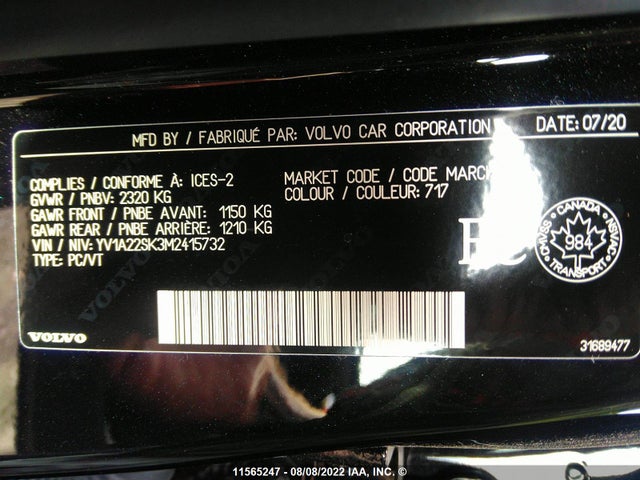 MFD BY / FABRIQUÉ PAR: VOLVO CAR CORPORATION DATE: 07/20
COMPLIES / CONFORME À: ICES-2
GVWR / PNBV: 2320 KG
GAWR FRONT / PNBE AVANT: 1150 KG
GAWR REAR / PNBE ARRIÈRE: 1210 KG
VIN / NIV: YV1A22SK3M2415732
TYPE: PC/VT
MARKET CODE / CODE
COLOUR / COULEUR: 717
CANADA
984
TRANSPORT
VOLVO
31689477
11565247 - 08/08/2022 IAA, Inc. ©